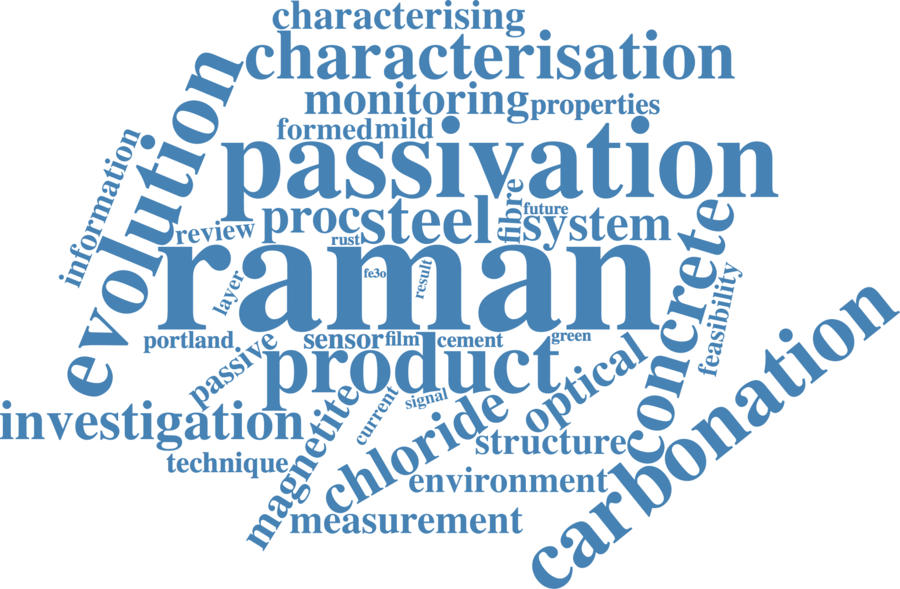 characterising
characterisation
monitoring
properties
formed
mild
evolution
passivation
information
fibre
future
review
proc
steel
system
rust
raman
concrete
fe3o
result
layer
feasibility
portland
sensor
film
cement
green
passive
product
optical
carbonation
investigation
magnetite
current
signal
chloride
structure
technique
environment
measurement